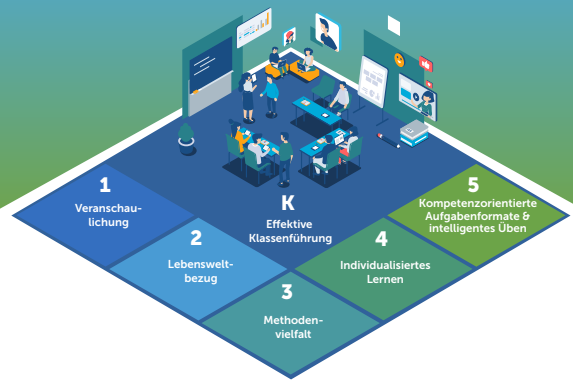 1
Veranschau-
lichung
2
Lebenswelt-
bezug
3
Methoden-
vielfalt
K
Effektive
Klassenführung
4
Individualisiertes
Lernen
5
Kompetenzorientierte
Aufgabenformate &
intelligentes Üben